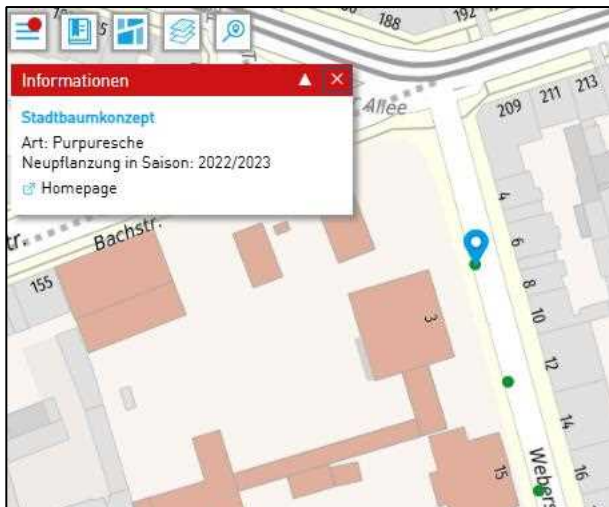 188
192
Informationen
Stadtbaumkonzept
Art: Purpuresche
Neupflanzung in Saison: 2022/2023
Homepage
Allee
209
211
213
Bachstr.
tr.
155
4
6
8
10
12
14
16
3
15
Webers